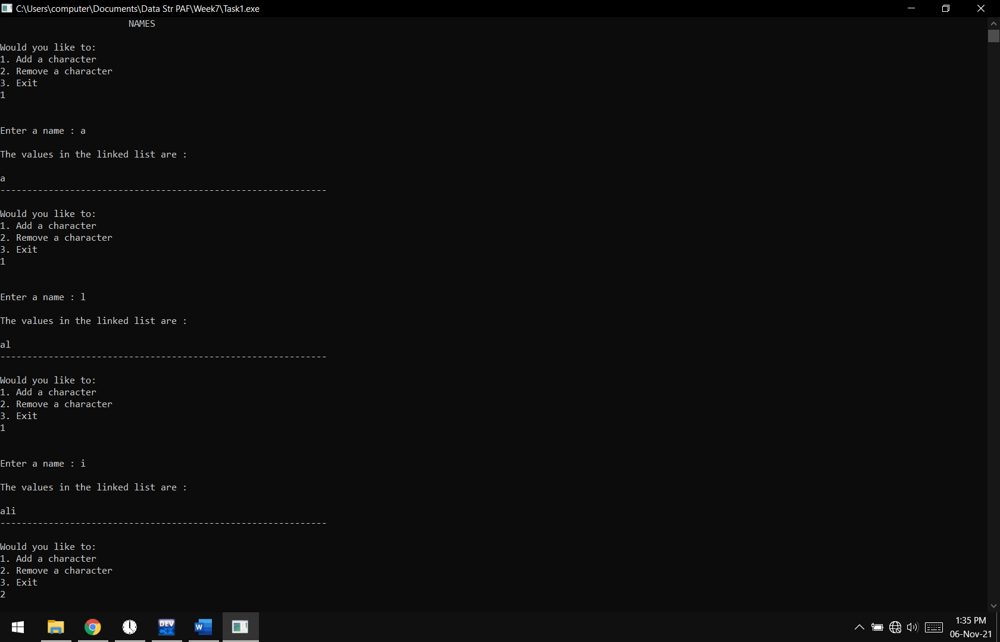 C:\Users\computer\Documents\Data Str PAF\Week7\Task1.exe
NAMES
Would you like to:
1. Add a character
2. Remove a character
3. Exit
1
Enter a name : a
The values in the linked list are :
a
-------------------------------------------------------------
Would you like to:
1. Add a character
2. Remove a character
3. Exit
1
Enter a name : l
The values in the linked list are :
al
-------------------------------------------------------------
Would you like to:
1. Add a character
2. Remove a character
3. Exit
1
Enter a name : i
The values in the linked list are :
ali
-------------------------------------------------------------
Would you like to:
1. Add a character
2. Remove a character
3. Exit
2
DEV
C++
W
1:35 PM
06-Nov-21